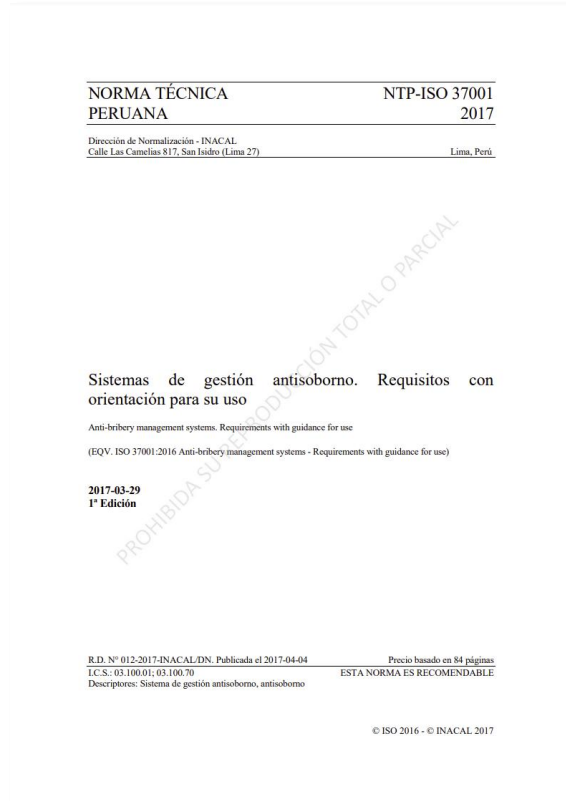 NORMA TÉCNICA NTP-ISO 37001
PERUANA 2017
Dirección de Normalización - INACAL
Calle Las Camelias 817, San Isidro (Lima 27) Lima, Perú
PROHIBIDA SU REPRODUCCIÓN TOTAL O PARCIAL
Sistemas de gestión antisoborno. Requisitos con
orientación para su uso
Anti-bribery management systems. Requirements with guidance for use
(EQV. ISO 37001:2016 Anti-bribery management systems - Requirements with guidance for use)
2017-03-29
1ª Edición
R.D. Nº 012-2017-INACAL/DN. Publicada el 2017-04-04 Precio basado en 84 páginas
I.C.S.: 03.100.01; 03.100.70 ESTA NORMA ES RECOMENDABLE
Descriptores: Sistema de gestión antisoborno, antisoborno
© ISO 2016 - © INACAL 2017